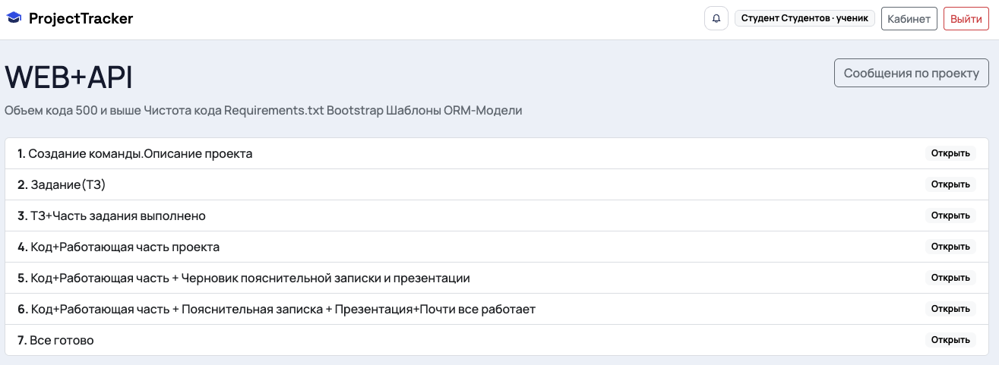 ProjectTracker
Студент Студентов · ученик
Кабинет
Выйти
WEB+API
Сообщения по проекту
Объем кода 500 и выше Чистота кода Requirements.txt Bootstrap Шаблоны ORM-Модели
1. Создание команды.Описание проекта
Открыть
2. Задание(ТЗ)
Открыть
3. ТЗ+Часть задания выполнено
Открыть
4. Код+Работающая часть проекта
Открыть
5. Код+Работающая часть + Черновик пояснительной записки и презентации
Открыть
6. Код+Работающая часть + Пояснительная записка + Презентация+Почти все работает
Открыть
7. Все готово
Открыть